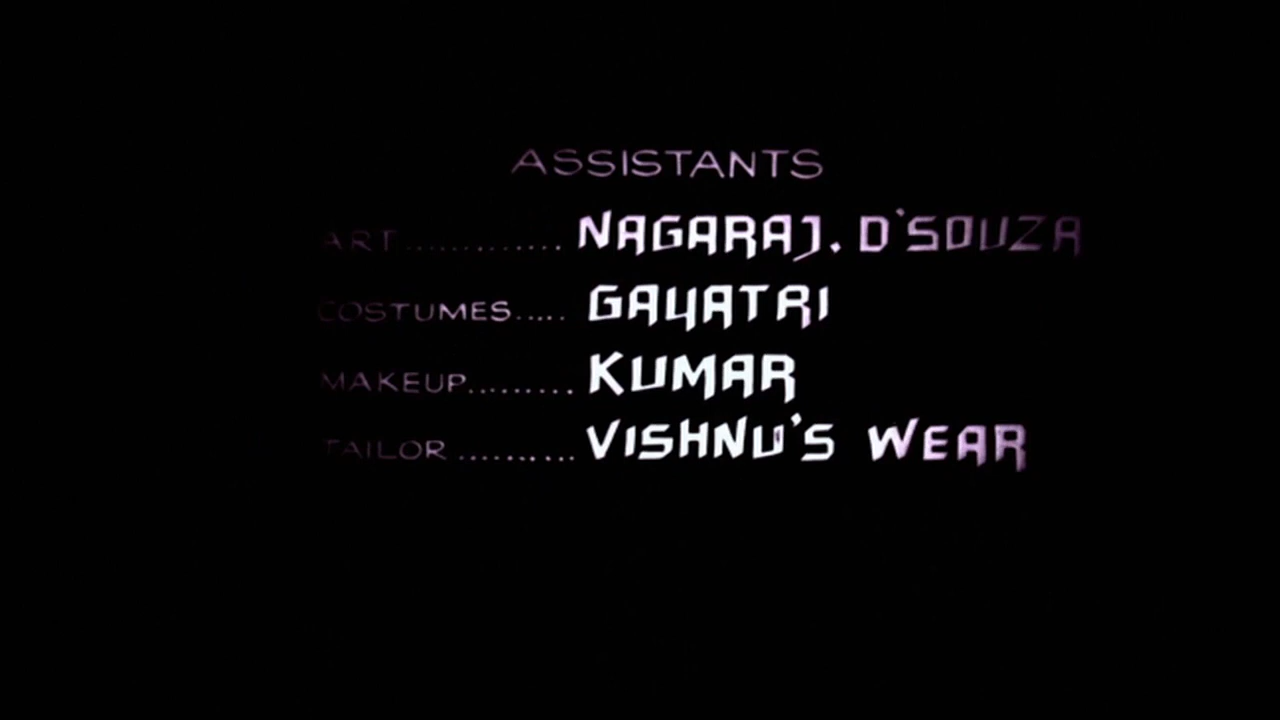 ASSISTANTS
ART............. NAGARAJ. D'SOUZA
COSTUMES..... GAYATRI
MAKEUP......... KUMAR
TAILOR ......... VISHNU'S WEAR